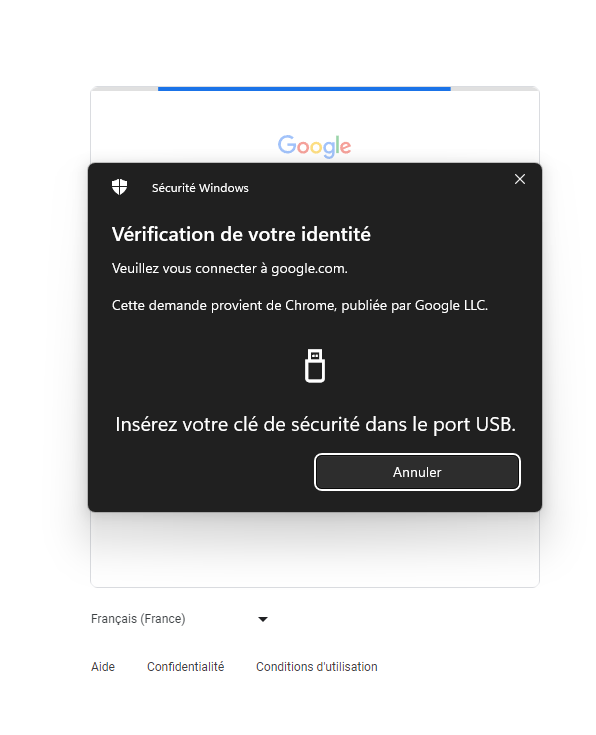 Google
Sécurité Windows
Vérification de votre identité
Veuillez vous connecter à google.com.
Cette demande provient de Chrome, publiée par Google LLC.
Insérez votre clé de sécurité dans le port USB.
Annuler
Français (France)
Aide Confidentialité Conditions d'utilisation